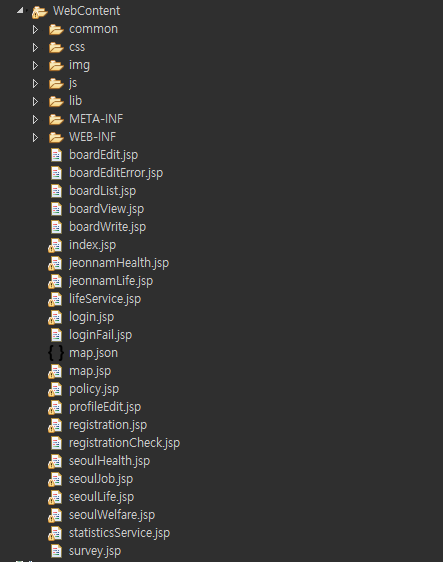 WebContent
common
css
img
js
lib
META-INF
WEB-INF
boardEdit.jsp
boardEditError.jsp
boardList.jsp
boardView.jsp
boardWrite.jsp
index.jsp
jeonnamHealth.jsp
jeonnamLife.jsp
lifeService.jsp
login.jsp
loginFail.jsp
map.json
map.jsp
policy.jsp
profileEdit.jsp
registration.jsp
registrationCheck.jsp
seoulHealth.jsp
seoulJob.jsp
seoulLife.jsp
seoulWelfare.jsp
statisticsService.jsp
survey.jsp